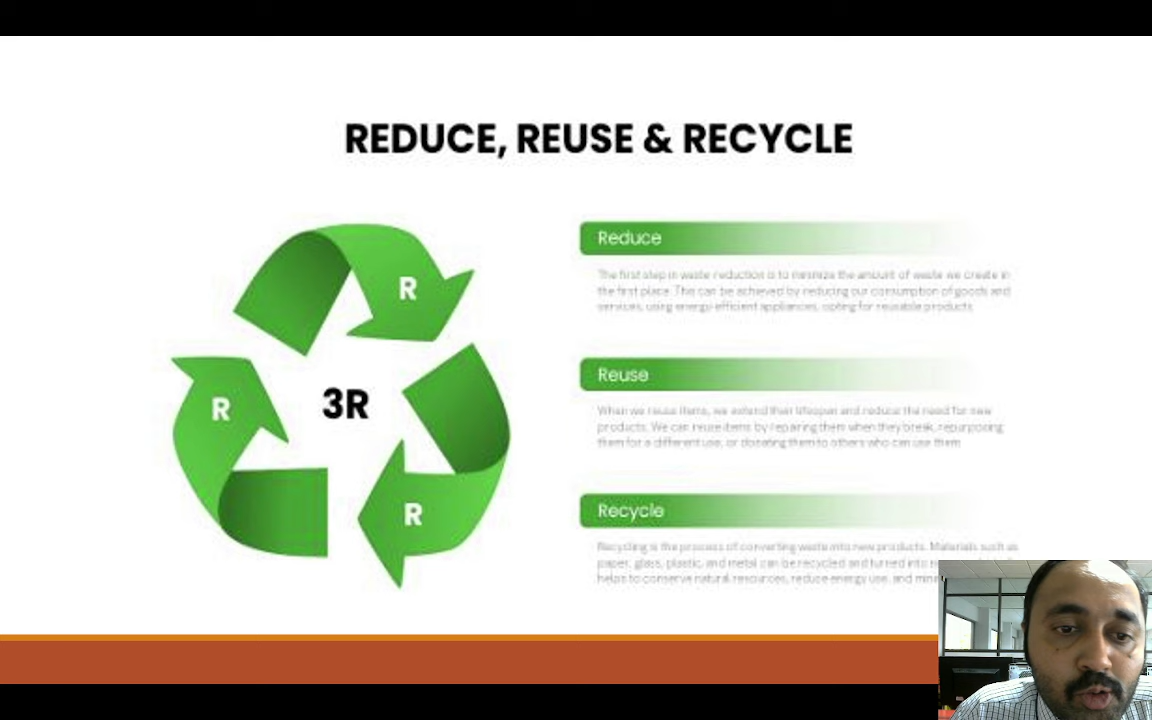 REDUCE, REUSE & RECYCLE
R
R
3R
R
Reduce
The first step in waste reduction is to minimize the amount of waste we create in
the first place. This can be achieved by reducing our consumption of goods and
services, using energy-efficient appliances, opting for reusable products
Reuse
When we reuse items, we extend their lifespan and reduce the need for new
products. We can reuse items by repairing them when they break, repurposing
them for a different use, or donating them to others who can use them
Recycle
Recycling is the process of converting waste into new products. Materials such as
paper, glass, plastic, and metal can be recycled and turned into
helps to conserve natural resources, reduce energy use, and